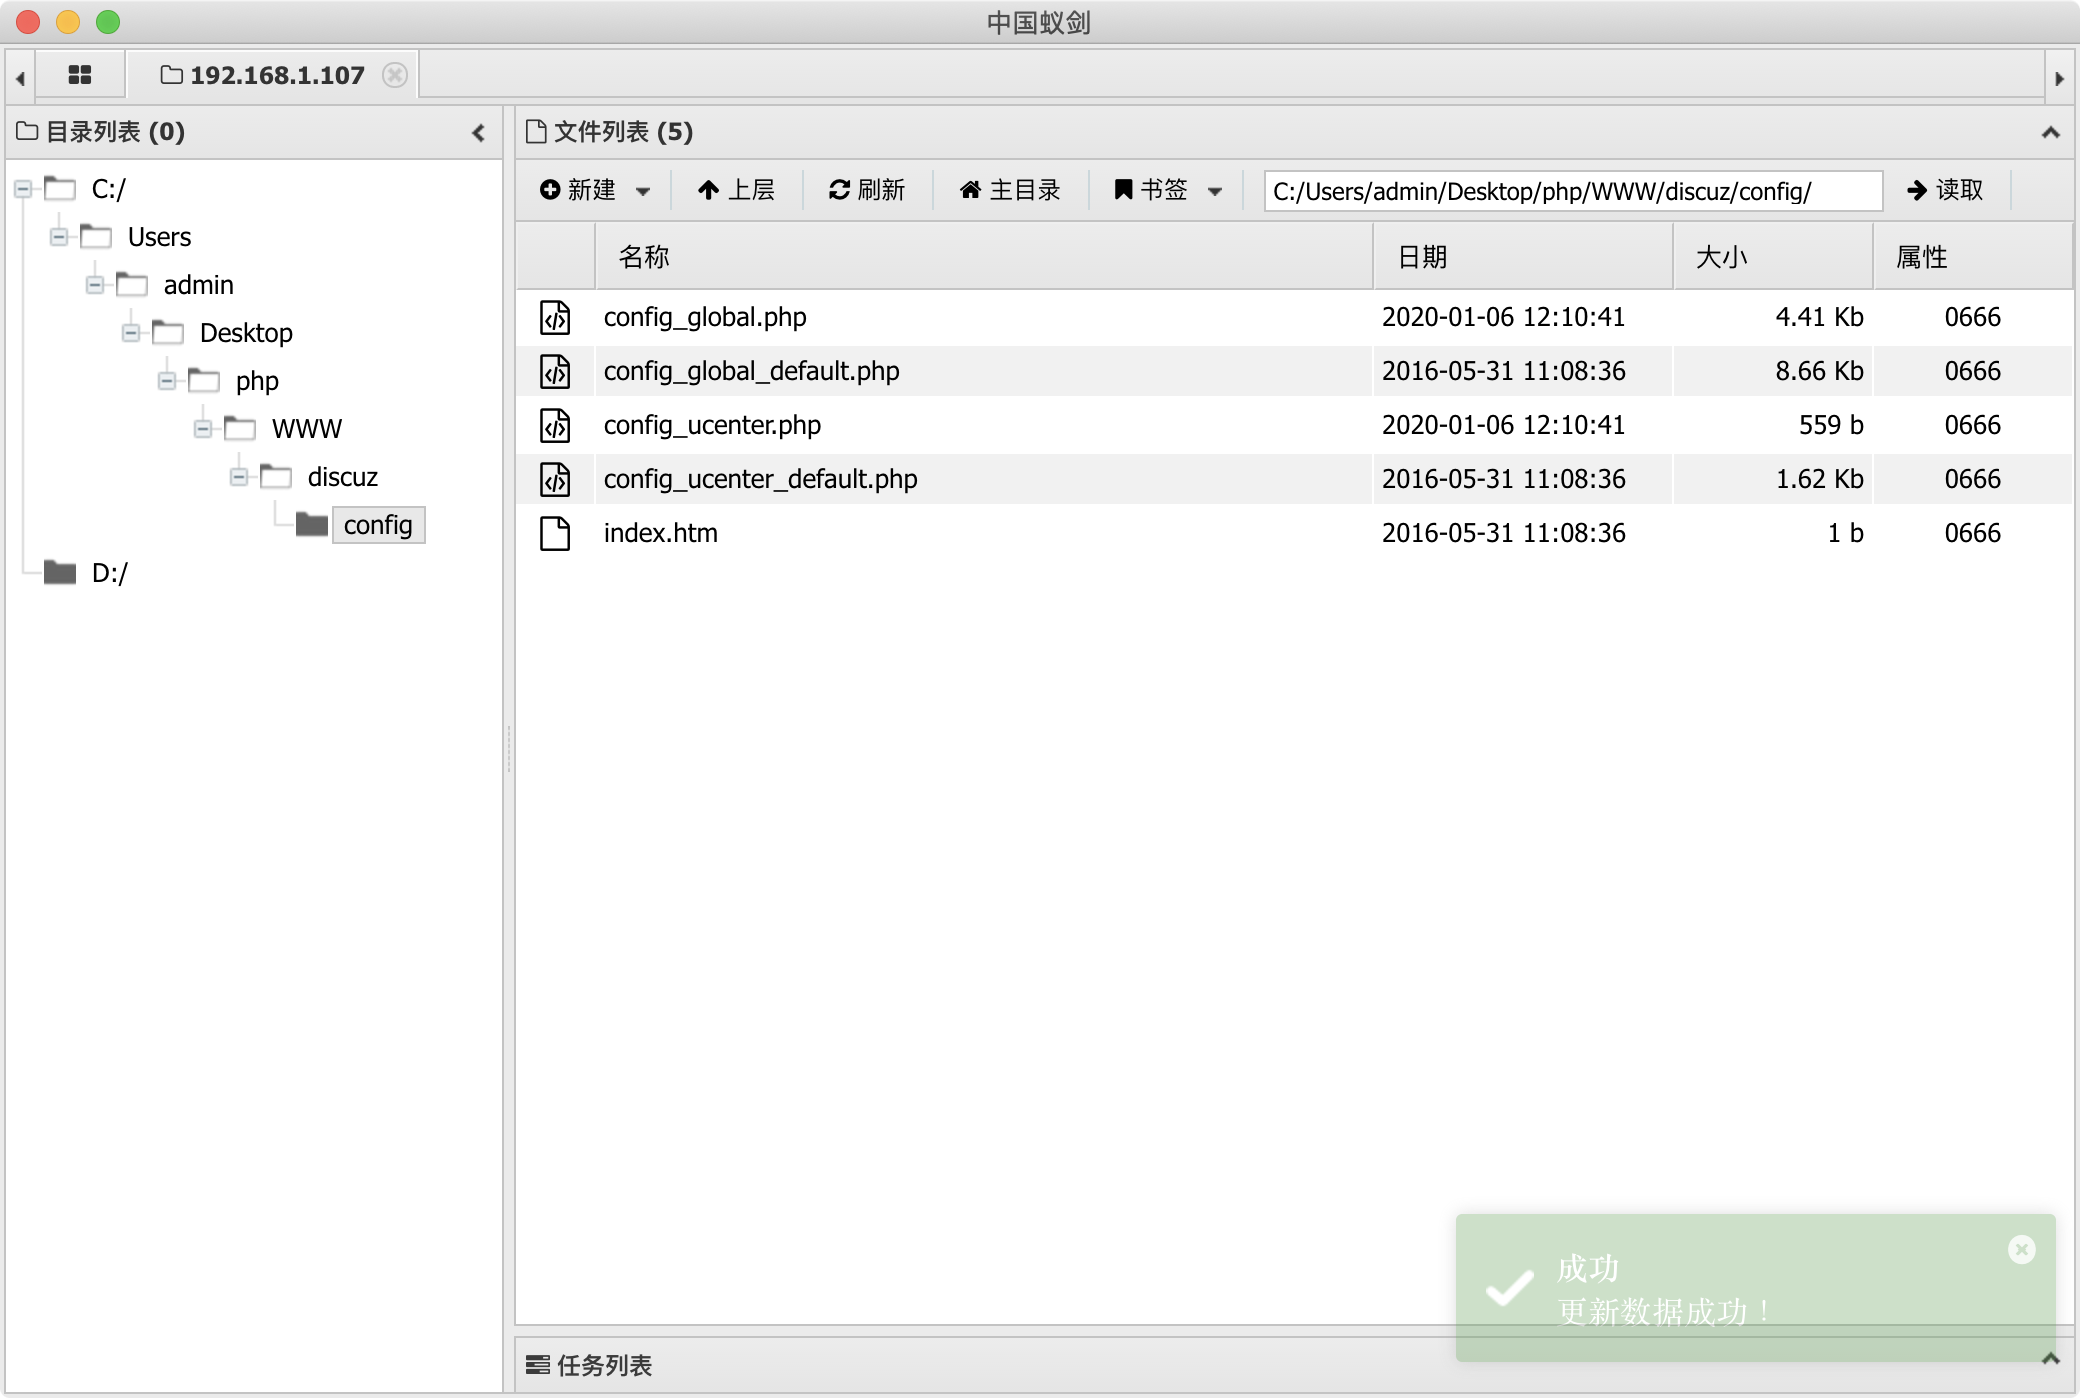 中国蚁剑
192.168.1.107
目录列表 (0)
C:/
Users
admin
Desktop
php
WWW
discuz
config
D:/
文件列表 (5)
新建 上层 刷新 主目录 书签 C:/Users/admin/Desktop/php/WWW/discuz/config/ 读取
名称 日期 大小 属性
config_global.php 2020-01-06 12:10:41 4.41 Kb 0666
config_global_default.php 2016-05-31 11:08:36 8.66 Kb 0666
config_ucenter.php 2020-01-06 12:10:41 559 b 0666
config_ucenter_default.php 2016-05-31 11:08:36 1.62 Kb 0666
index.htm 2016-05-31 11:08:36 1 b 0666
成功
更新数据成功！
任务列表